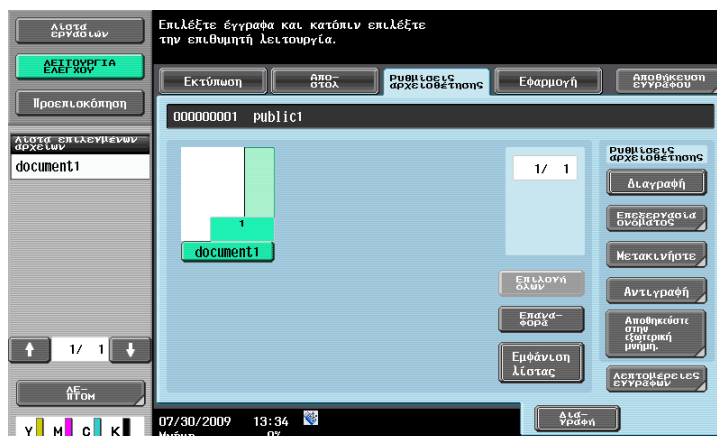 Λίστα
εργασιών
Επιλέξτε έγγραφα και κατόπιν επιλέξτε
την επιθυμητή λειτουργία.
ΛΕΙΤΟΥΡΓΙΑ
ΕΛΕΓΧΟΥ
Προεπισκόπηση
Εκτύπωση
Απο-
στολ
Ρυθμίσεις
αρχειοθέτησης
Εφαρμογή
Αποθήκευση
εγγράφου
000000001 public1
Λίστα επιλεγμένων
αρχείων
document1
1
document1
1/ 1
Ρυθμίσεις
αρχειοθέτησης
Διαγραφή
Επεξεργασία
ονόματος
Μετακινήστε
Αντιγραφή
Αποθηκεύστε
στην
εξωτερική
μνήμη.
Λεπτομέρειες
εγγράφων
Επιλογή
όλων
Επανα-
φορά
Εμφάνιση
λίστας
1/ 1
ΛΕ-
ΠΤΟΜ
Y M C K
07/30/2009 13:34
Μνήμη 0%
Δια-
γραφή